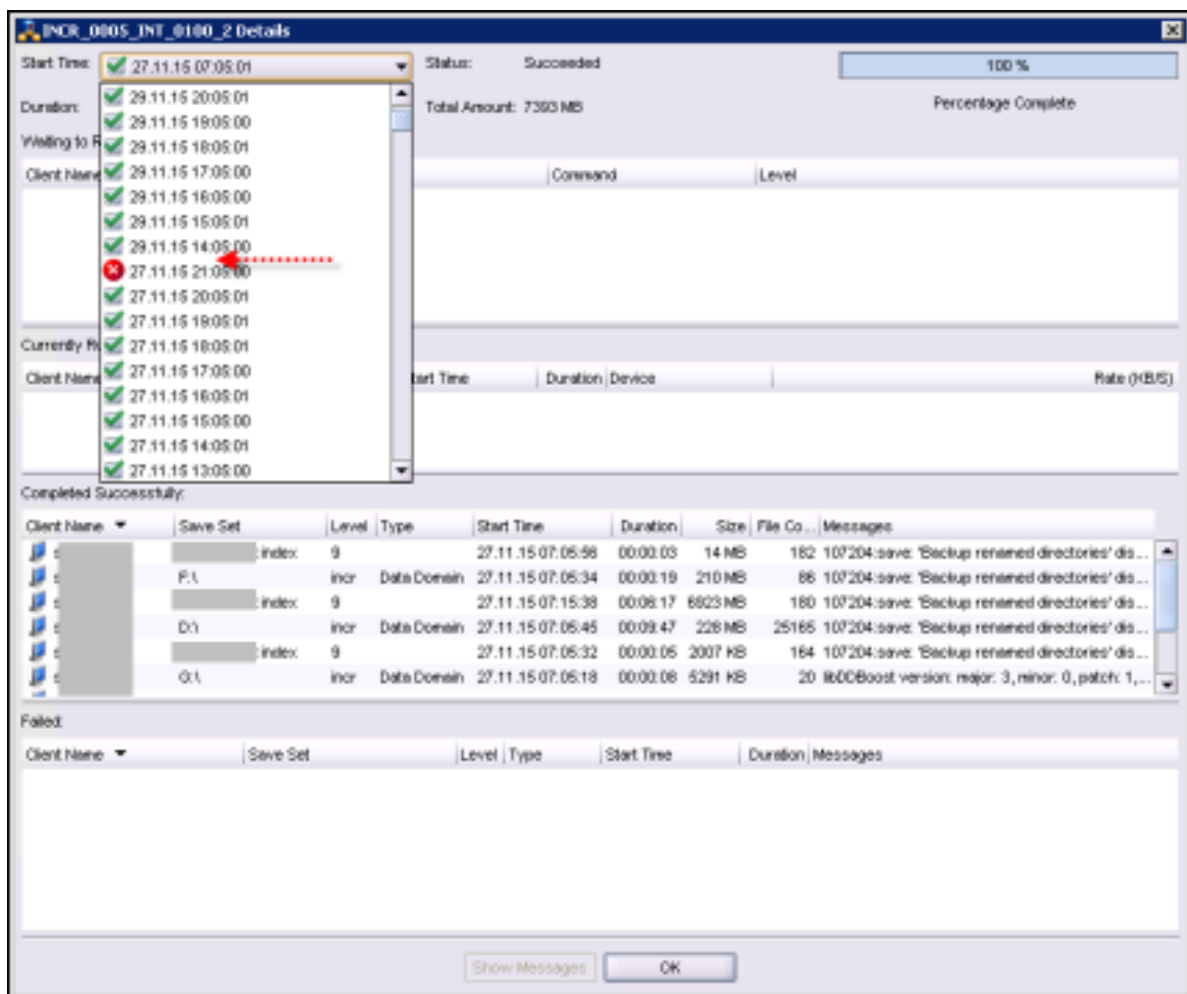 INCR_0005_INT_0100_2 Details
Start Time: 27.11.15 07:05:01 Status: Succeeded 100 %
Duration: Total Amount: 7393 MB Percentage Complete
29.11.15 20:05:01
29.11.15 19:05:00
Waiting to R
29.11.15 18:05:01
Client Name 29.11.15 17:05:00 Command Level
29.11.15 16:05:00
29.11.15 15:05:01
29.11.15 14:05:00
27.11.15 21:05:00
27.11.15 20:05:01
27.11.15 19:05:01
Currently Ru 27.11.15 18:05:01
Client Name 27.11.15 17:05:00 tart Time Duration Device Rate (KB/S)
27.11.15 16:05:01
27.11.15 15:05:00
27.11.15 14:05:01
27.11.15 13:05:00
Completed Successfully:
Client Name Save Set Level Type Start Time Duration Size File Co... Messages
s : index 9 27.11.15 07:05:56 00:00:03 14 MB 182 107204:save: 'Backup renamed directories' dis...
s F:\ incr Data Domain 27.11.15 07:05:34 00:00:19 210 MB 86 107204:save: 'Backup renamed directories' dis...
s : index 9 27.11.15 07:15:38 00:06:17 6923 MB 180 107204:save: 'Backup renamed directories' dis...
s D:\ incr Data Domain 27.11.15 07:05:45 00:09:47 228 MB 25165 107204:save: 'Backup renamed directories' dis...
s : index 9 27.11.15 07:05:32 00:00:05 2007 KB 164 107204:save: 'Backup renamed directories' dis...
s G:\ incr Data Domain 27.11.15 07:05:18 00:00:08 5291 KB 20 libDDBoost version: major: 3, minor: 0, patch: 1,...
Failed:
Client Name Save Set Level Type Start Time Duration Messages
Show Messages OK